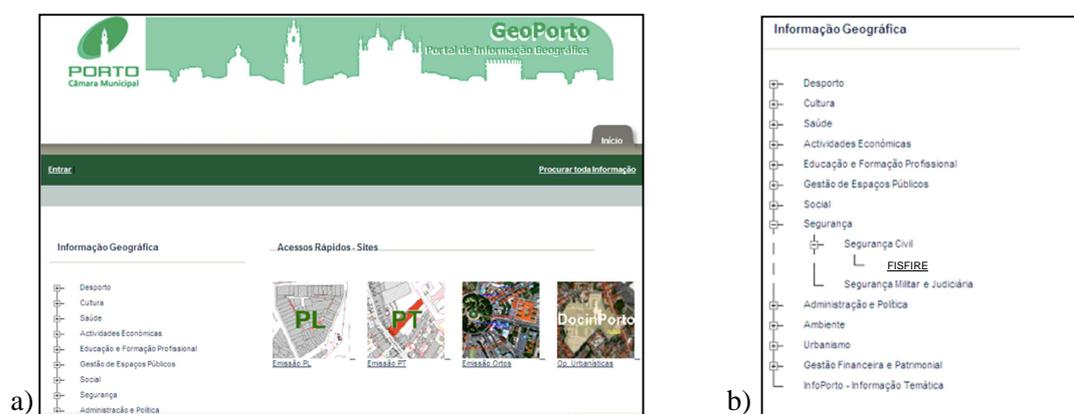 GeoPorto
Portal de Informação Geográfica
PORTO
Câmara Municipal
Início
Entrar
Procurar toda Informação
Informação Geográfica
Desporto
Cultura
Saúde
Actividades Económicas
Educação e Formação Profissional
Gestão de Espaços Públicos
Social
Segurança
Administração e Política
Acessos Rápidos - Sites
PL
PT
DocinPorto
Emissão PL
Emissão PT
Emissão Ortos
Op. Urbanísticas
a)
Informação Geográfica
Desporto
Cultura
Saúde
Actividades Económicas
Educação e Formação Profissional
Gestão de Espaços Públicos
Social
Segurança
Segurança Civil
FISFIRE
Segurança Militar e Judiciária
Administração e Política
Ambiente
Urbanismo
Gestão Financeira e Patrimonial
InfoPorto - Informação Temática
b)